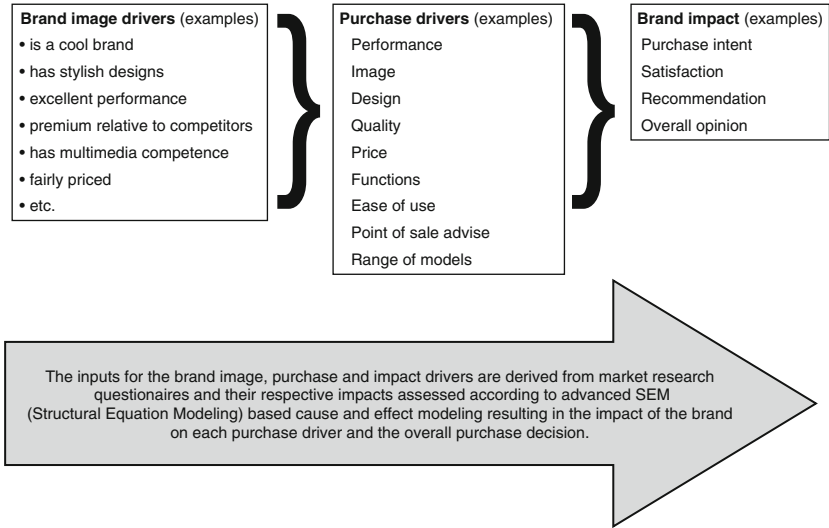 Brand image drivers (examples)
• is a cool brand
• has stylish designs
• excellent performance
• premium relative to competitors
• has multimedia competence
• fairly priced
• etc.
Purchase drivers (examples)
Performance
Image
Design
Quality
Price
Functions
Ease of use
Point of sale advise
Range of models
Brand impact (examples)
Purchase intent
Satisfaction
Recommendation
Overall opinion
The inputs for the brand image, purchase and impact drivers are derived from market research
questionaires and their respective impacts assessed according to advanced SEM
(Structural Equation Modeling) based cause and effect modeling resulting in the impact of the brand
on each purchase driver and the overall purchase decision.